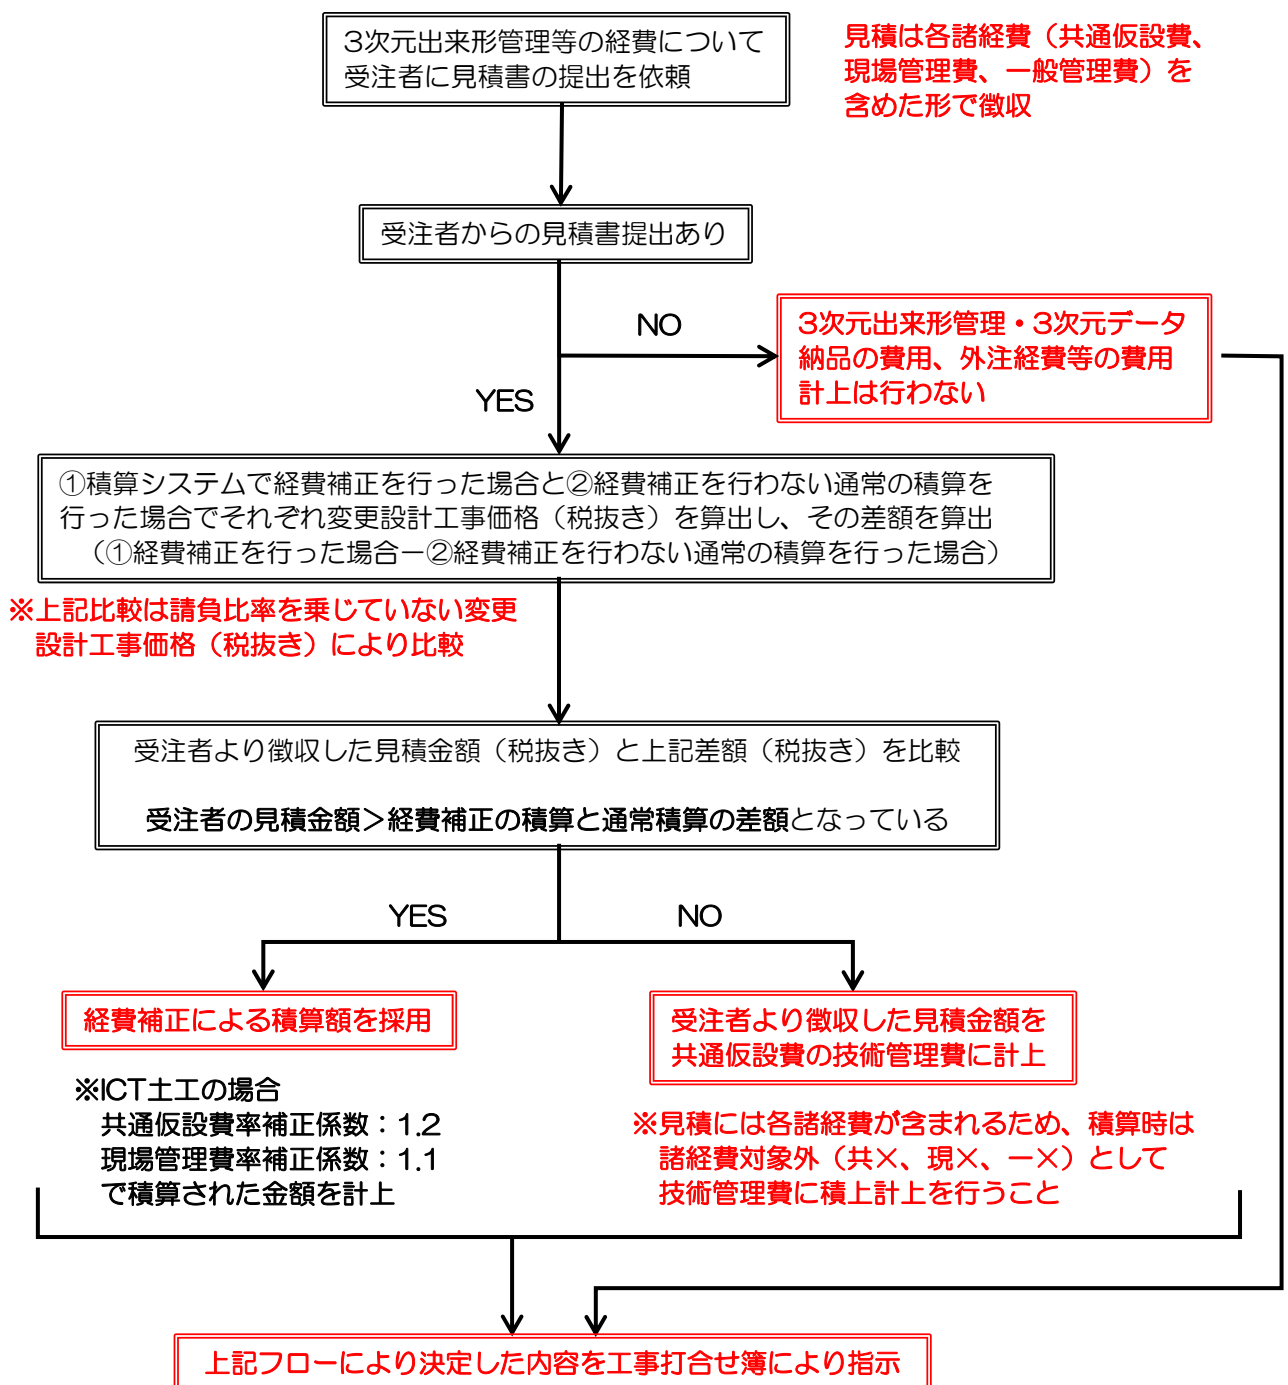 3次元出来形管理等の経費について
受注者に見積書の提出を依頼
見積は各諸経費（共通仮設費、
現場管理費、一般管理費）を
含めた形で徴収
受注者からの見積書提出あり
NO
3次元出来形管理・3次元データ
納品の費用、外注経費等の費用
計上は行わない
YES
①積算システムで経費補正を行った場合と②経費補正を行わない通常の積算を
行った場合でそれぞれ変更設計工事価格（税抜き）を算出し、その差額を算出
（①経費補正を行った場合ー②経費補正を行わない通常の積算を行った場合）
※上記比較は請負比率を乗じていない変更
設計工事価格（税抜き）により比較
受注者より徴収した見積金額（税抜き）と上記差額（税抜き）を比較
受注者の見積金額＞経費補正の積算と通常積算の差額となっている
YES
NO
経費補正による積算額を採用
※ICT土工の場合
共通仮設費率補正係数：1.2
現場管理費率補正係数：1.1
で積算された金額を計上
受注者より徴収した見積金額を
共通仮設費の技術管理費に計上
※見積には各諸経費が含まれるため、積算時は
諸経費対象外（共×、現×、一×）として
技術管理費に積上計上を行うこと
上記フローにより決定した内容を工事打合せ簿により指示